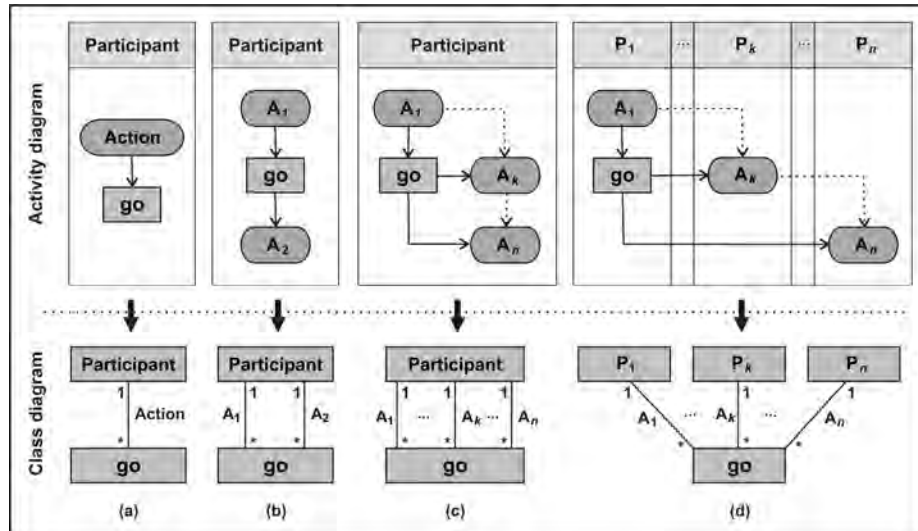 Activity diagram
Participant
Action
go
Participant
A1
go
A2
Participant
A1
go
Ak
An
P1 ... Pk ... Pn
A1
go
Ak
An
Class diagram
Participant
1
Action
*
go
(a)
Participant
1 1
A1 A2
* *
go
(b)
Participant
1 1 1
A1 ... Ak ... An
* * *
go
(c)
P1 Pk Pn
1 1 1
A1 ... Ak ... An
* * *
go
(d)